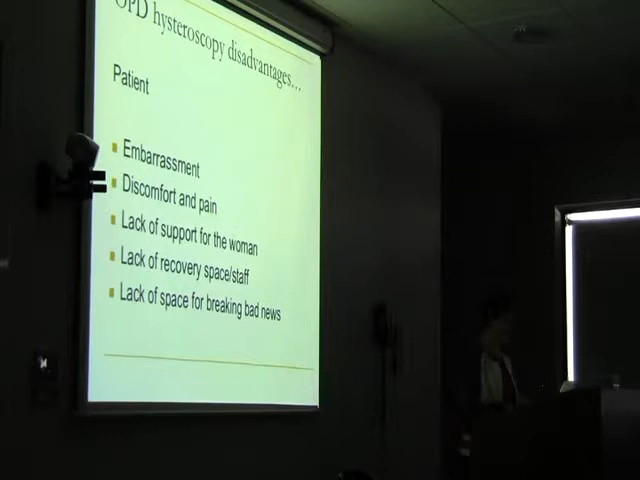 OPD hysteroscopy disadvantages...
Patient
Embarrassment
Discomfort and pain
Lack of support for the woman
Lack of recovery space/staff
Lack of space for breaking bad news